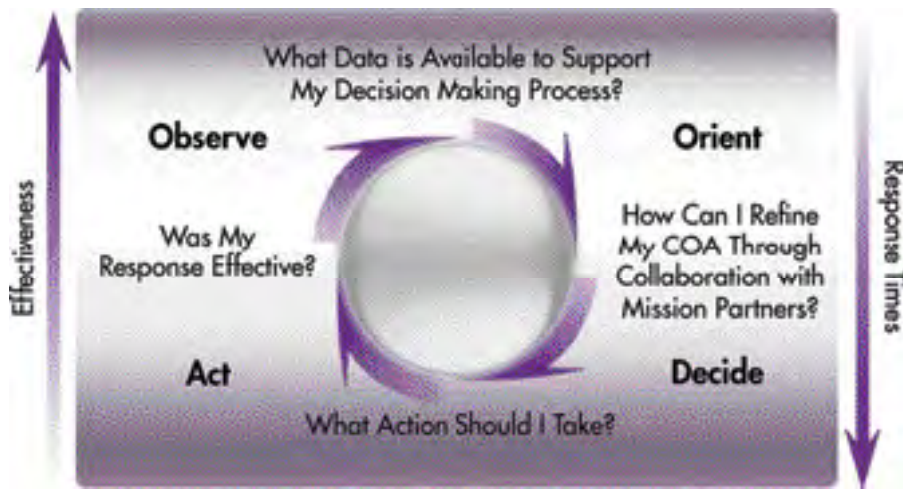 What Data is Available to Support
My Decision Making Process?
Observe
Orient
Effectiveness
Was My
Response Effective?
How Can I Refine
My COA Through
Collaboration with
Mission Partners?
Response Times
Act
Decide
What Action Should I Take?